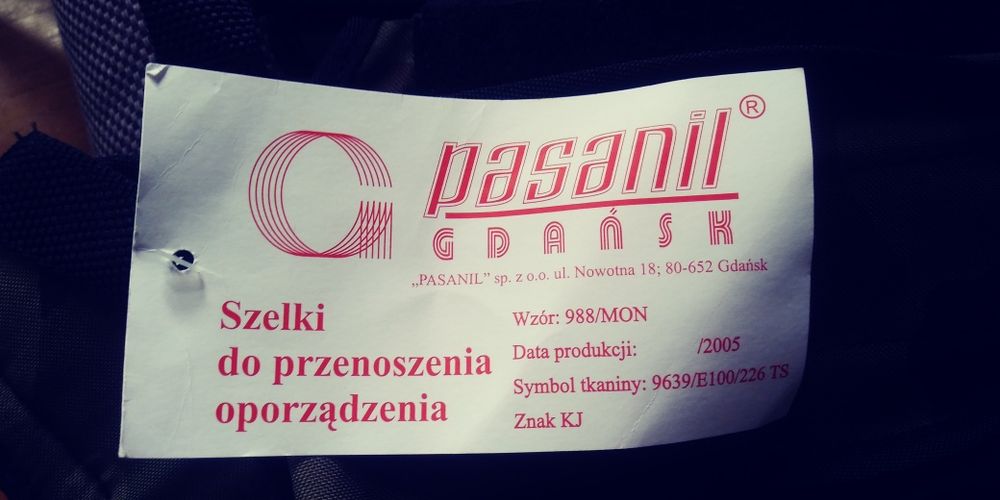 pasanil®
GDAŃSK
„PASANIL” sp. z o.o. ul. Nowotna 18; 80-652 Gdańsk
Szelki
do przenoszenia
oporządzenia
Wzór: 988/MON
Data produkcji: /2005
Symbol tkaniny: 9639/E100/226 TS
Znak KJ